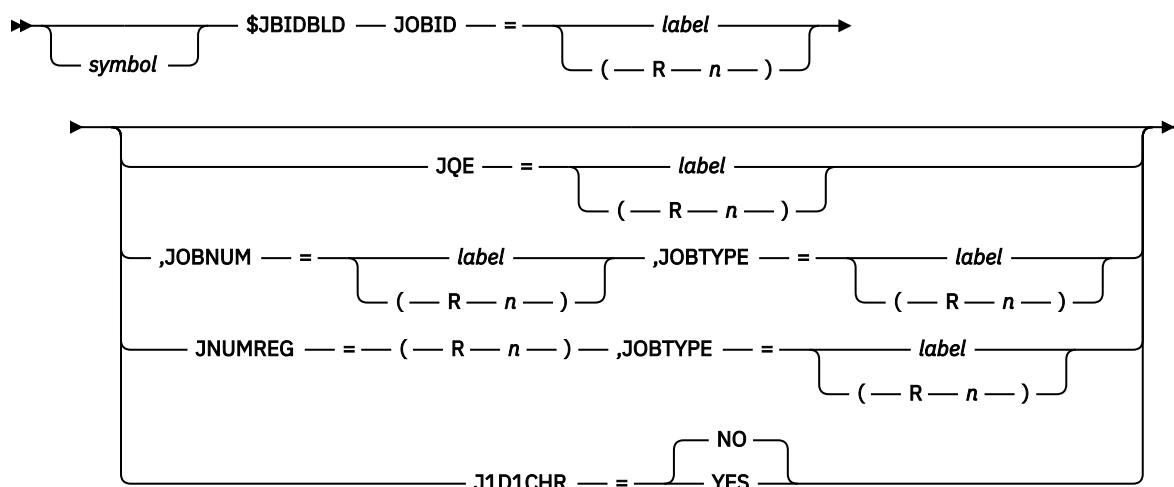 $JBIDBLD JOBID = label
symbol ( R n )
JQE = label
( R n )
,JOBNUM = label ,JOBTYPE = label
( R n ) ( R n )
JNUMREG = ( R n ) ,JOBTYPE = label
( R n )
NO
J1D1CHR = YES